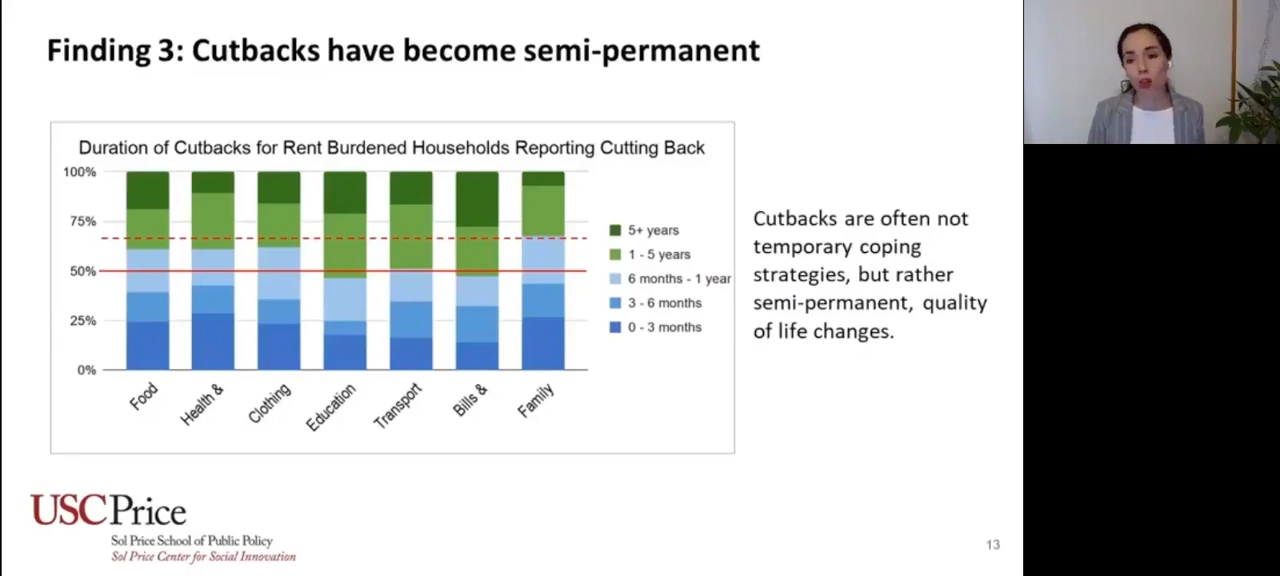 Finding 3: Cutbacks have become semi-permanent
Duration of Cutbacks for Rent Burdened Households Reporting Cutting Back
100%
75%
50%
25%
0%
Food
Health &
Clothing
Education
Transport
Bills &
Family
5+ years
1 - 5 years
6 months - 1 year
3 - 6 months
0 - 3 months
Cutbacks are often not
temporary coping
strategies, but rather
semi-permanent, quality
of life changes.
USC Price
Sol Price School of Public Policy
Sol Price Center for Social Innovation
13